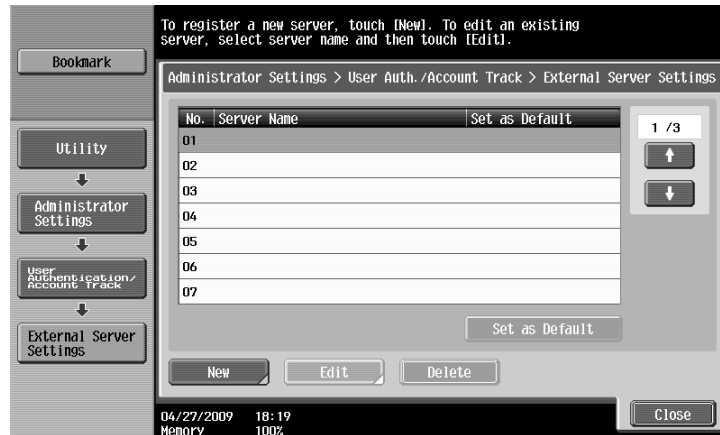 To register a new server, touch [New]. To edit an existing
server, select server name and then touch [Edit].
Bookmark
Administrator Settings > User Auth./Account Track > External Server Settings
No. Server Name Set as Default
1 /3
01
02
03
04
05
06
07
Utility
Administrator
Settings
User
Authentication/
Account Track
External Server
Settings
Set as Default
New Edit Delete
Close
04/27/2009 18:19
Memory 100%